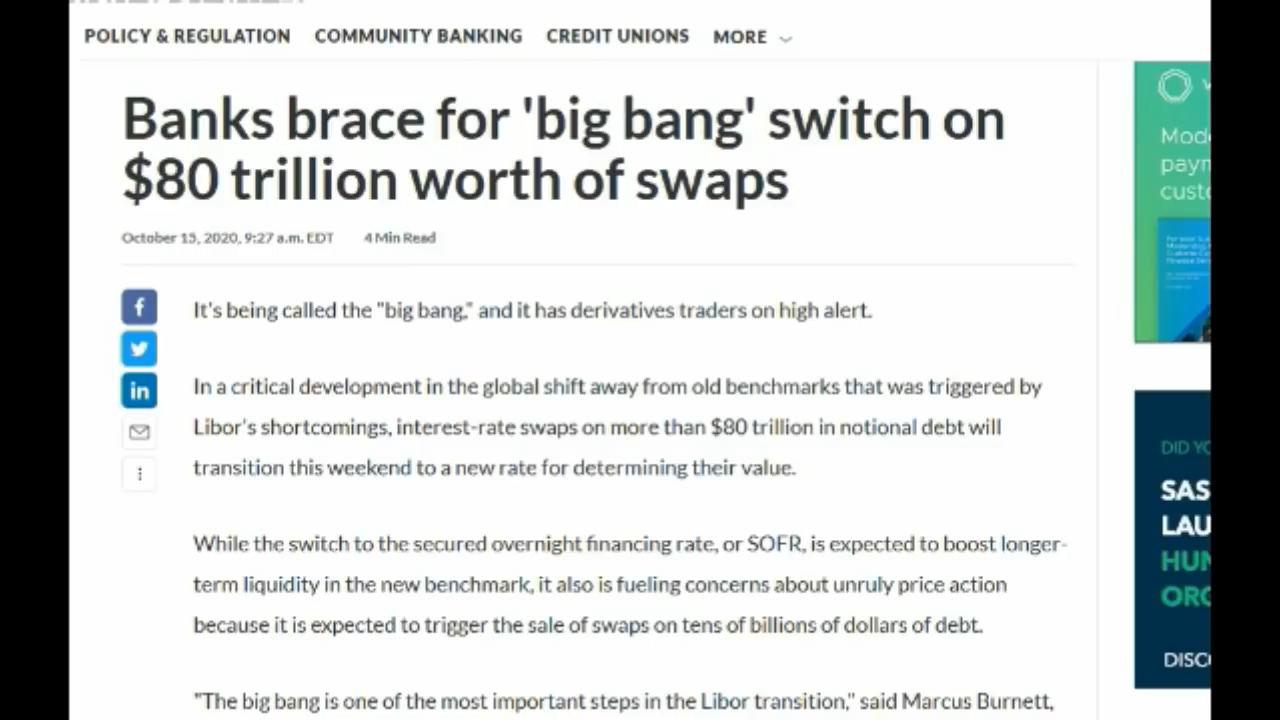 POLICY & REGULATION COMMUNITY BANKING CREDIT UNIONS MORE
Banks brace for 'big bang' switch on
$80 trillion worth of swaps
October 15, 2020, 9:27 a.m. EDT 4 Min Read
It's being called the "big bang," and it has derivatives traders on high alert.
In a critical development in the global shift away from old benchmarks that was triggered by
Libor's shortcomings, interest-rate swaps on more than $80 trillion in notional debt will
transition this weekend to a new rate for determining their value.
While the switch to the secured overnight financing rate, or SOFR, is expected to boost longer-
term liquidity in the new benchmark, it also is fueling concerns about unruly price action
because it is expected to trigger the sale of swaps on tens of billions of dollars of debt.
"The big bang is one of the most important steps in the Libor transition," said Marcus Burnett,
Mod
payn
custo
DID YO
SAS
LAU
HUN
ORG
DISC